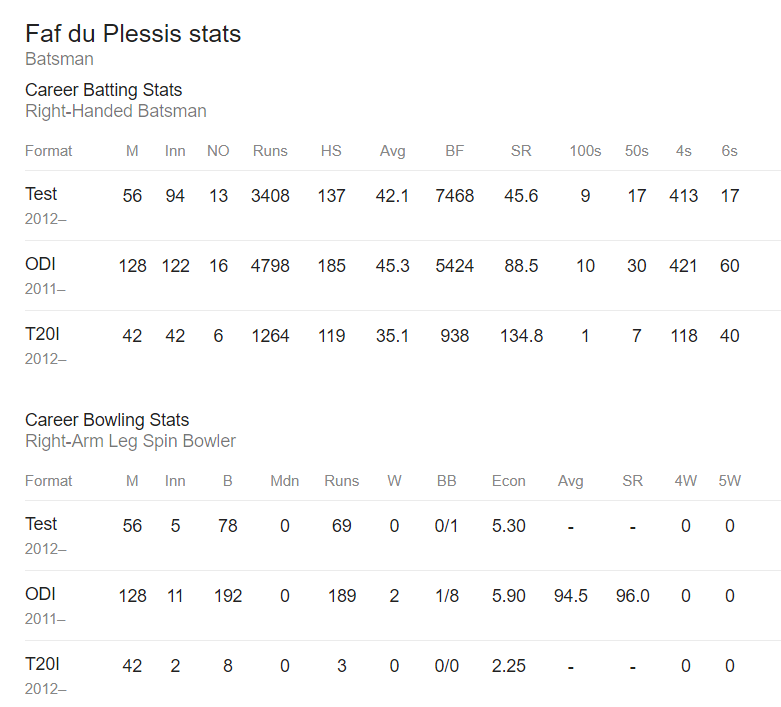 Faf du Plessis stats
Batsman
Career Batting Stats
Right-Handed Batsman
Format M Inn NO Runs HS Avg BF SR 100s 50s 4s 6s
Test 56 94 13 3408 137 42.1 7468 45.6 9 17 413 17
2012–
ODI 128 122 16 4798 185 45.3 5424 88.5 10 30 421 60
2011–
T20I 42 42 6 1264 119 35.1 938 134.8 1 7 118 40
2012–
Career Bowling Stats
Right-Arm Leg Spin Bowler
Format M Inn B Mdn Runs W BB Econ Avg SR 4W 5W
Test 56 5 78 0 69 0 0/1 5.30 - - 0 0
2012–
ODI 128 11 192 0 189 2 1/8 5.90 94.5 96.0 0 0
2011–
T20I 42 2 8 0 3 0 0/0 2.25 - - 0 0
2012–